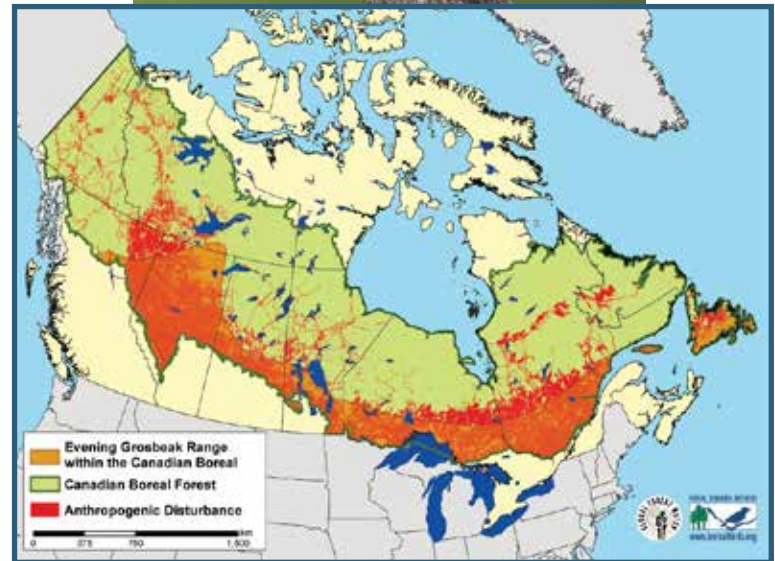 Evening Grosbeak Range
within the Canadian Boreal
Canadian Boreal Forest
Anthropogenic Disturbance
km
0 375 750 1,500
www.borealbirds.org